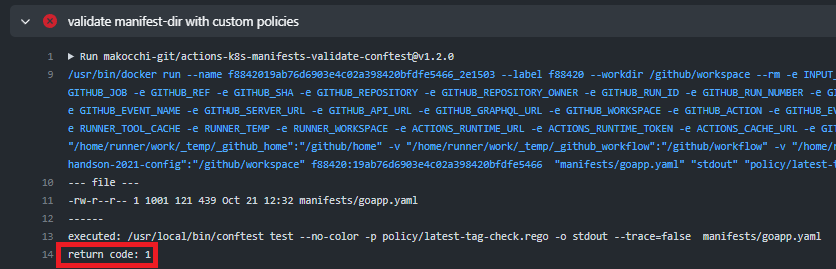 validate manifest-dir with custom policies
1 ▶ Run makocchi-git/actions-k8s-manifests-validate-conftest@v1.2.0
9 /usr/bin/docker run --name f8842019ab76d6903e4c02a398420bfdfe5466_2e1503 --label f88420 --workdir /github/workspace --rm -e INPUT_
GITHUB_JOB -e GITHUB_REF -e GITHUB_SHA -e GITHUB_REPOSITORY -e GITHUB_REPOSITORY_OWNER -e GITHUB_RUN_ID -e GITHUB_RUN_NUMBER -e GI
e GITHUB_EVENT_NAME -e GITHUB_SERVER_URL -e GITHUB_API_URL -e GITHUB_GRAPHQL_URL -e GITHUB_WORKSPACE -e GITHUB_ACTION -e GITHUB_EV
e RUNNER_TOOL_CACHE -e RUNNER_TEMP -e RUNNER_WORKSPACE -e ACTIONS_RUNTIME_URL -e ACTIONS_RUNTIME_TOKEN -e ACTIONS_CACHE_URL -e GIT
"/home/runner/work/_temp/_github_home":"/github/home" -v "/home/runner/work/_temp/_github_workflow":"/github/workflow" -v "/home/r
handson-2021-config":"/github/workspace" f88420:19ab76d6903e4c02a398420bfdfe5466 "manifests/goapp.yaml" "stdout" "policy/latest-t
10 --- file ---
11 -rw-r--r-- 1 1001 121 439 Oct 21 12:32 manifests/goapp.yaml
12 ------
13 executed: /usr/local/bin/conftest test --no-color -p policy/latest-tag-check.rego -o stdout --trace=false manifests/goapp.yaml
14 return code: 1